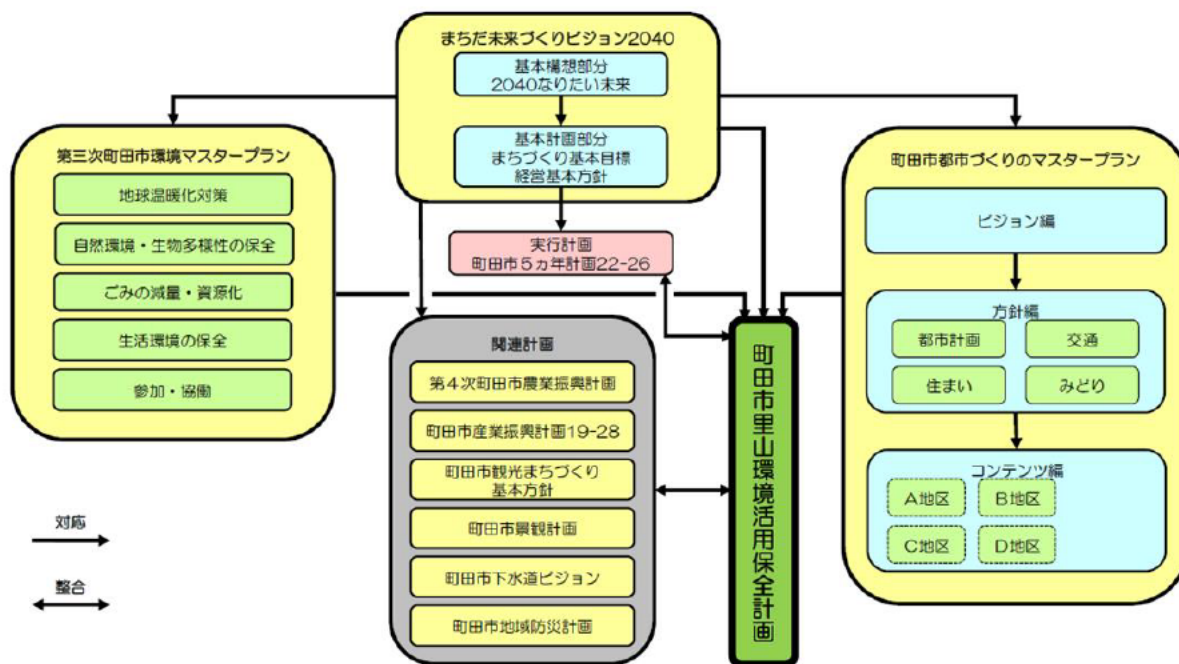 まちだ未来づくりビジョン2040
基本構想部分
2040なりたい未来
基本計画部分
まちづくり基本目標
経営基本方針
実行計画
町田市5ヵ年計画22-26
第三次町田市環境マスタープラン
地球温暖化対策
自然環境・生物多様性の保全
ごみの減量・資源化
生活環境の保全
参加・協働
関連計画
第4次町田市農業振興計画
町田市産業振興計画19-28
町田市観光まちづくり
基本方針
町田市景観計画
町田市下水道ビジョン
町田市地域防災計画
町田市里山環境活用保全計画
町田市都市づくりのマスタープラン
ビジョン編
方針編
都市計画
交通
住まい
みどり
コンテンツ編
A地区
B地区
C地区
D地区
対応
整合